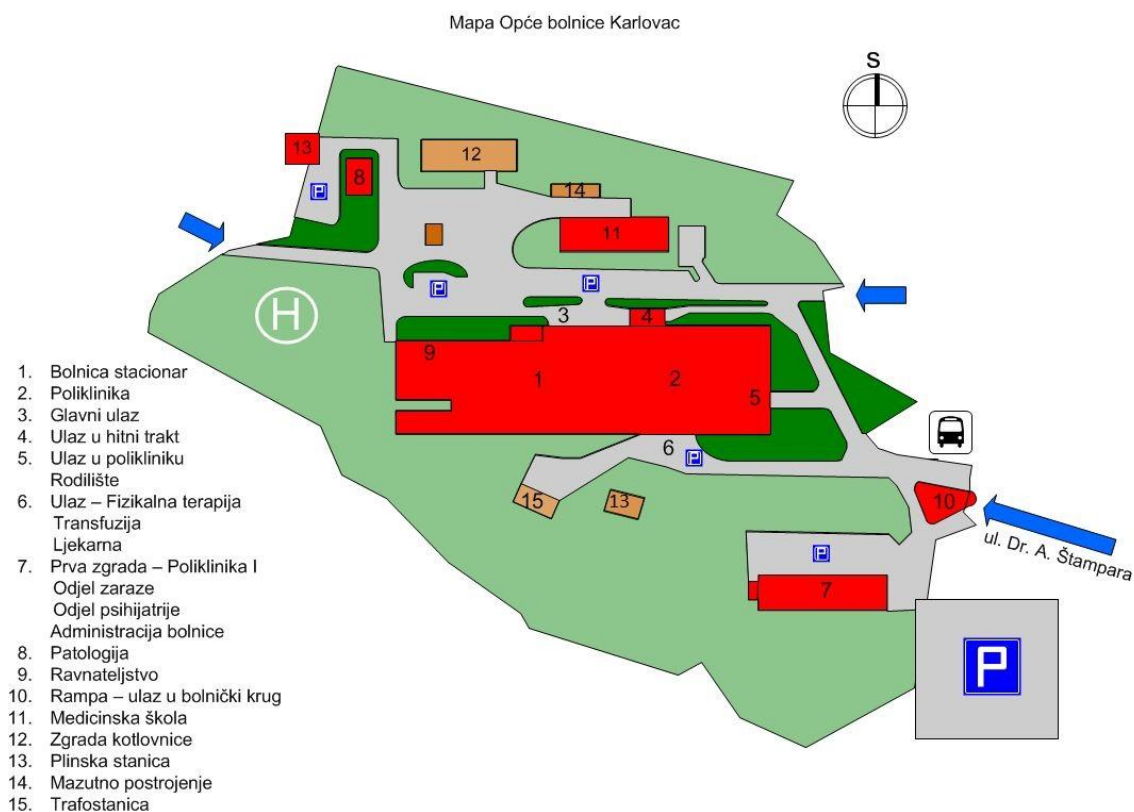 Mapa Opće bolnice Karlovac
S
13
12
8
14
P
11
H
P
P
3
4
9
1
2
5
6
P
15
13
10
ul. Dr. A. Štampara
P
7
P
1. Bolnica stacionar
2. Poliklinika
3. Glavni ulaz
4. Ulaz u hitni trakt
5. Ulaz u polikliniku
Rodilište
6. Ulaz – Fizikalna terapija
Transfuzija
Ljekarna
7. Prva zgrada – Poliklinika I
Odjel zaraze
Odjel psihijatrije
Administracija bolnice
8. Patologija
9. Ravnateljstvo
10. Rampa – ulaz u bolnički krug
11. Medicinska škola
12. Zgrada kotlovnice
13. Plinska stanica
14. Mazutno postrojenje
15. Trafostanica